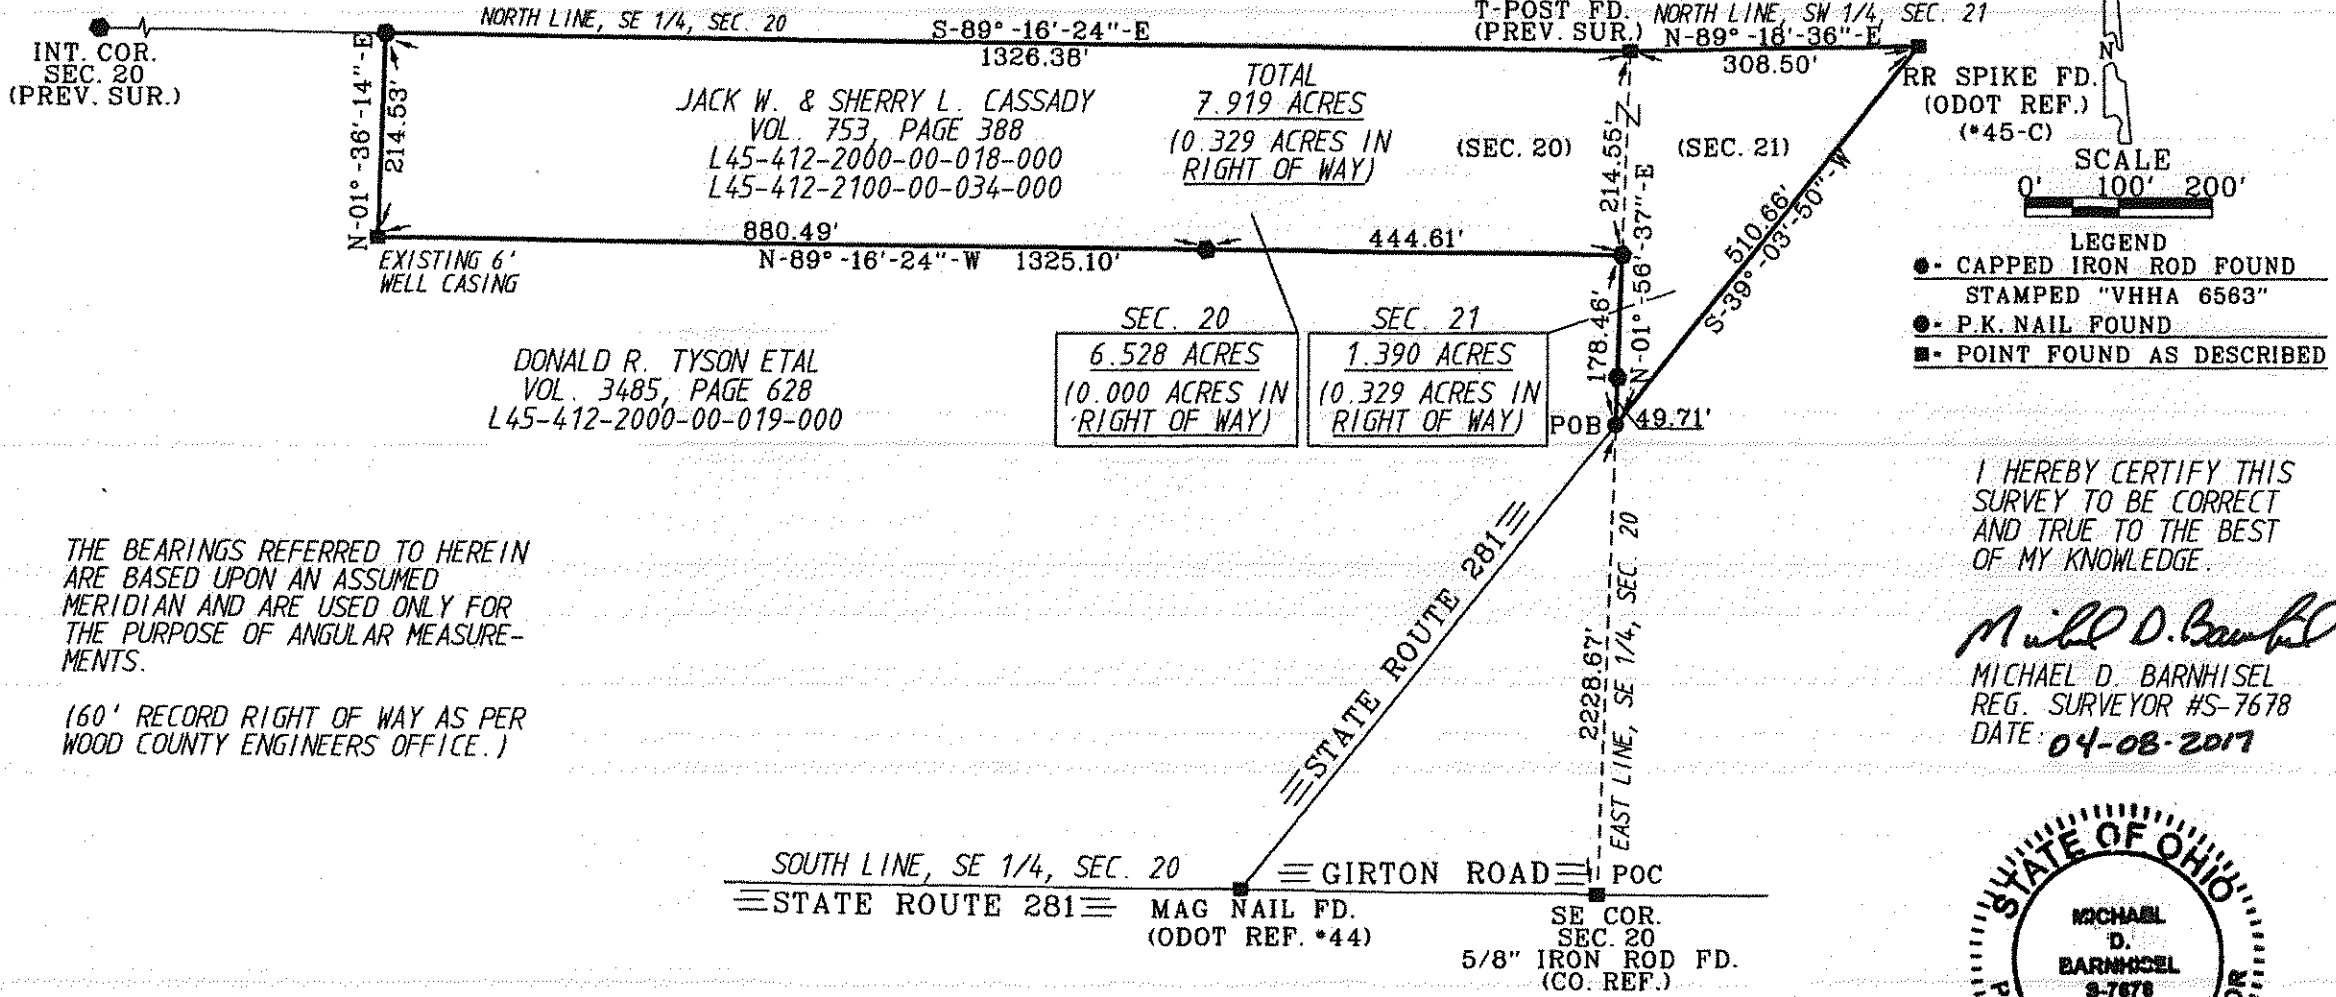 NORTH LINE, SE 1/4, SEC. 20
S-89°-16'-24"-E
1326.38'
T-POST FD.
(PREV. SUR.)
NORTH LINE, SW 1/4, SEC. 21
N-89°-18'-36"-E
308.50'
INT. COR.
SEC. 20
(PREV. SUR.)
N-01°-36'-14"-E
214.53'
JACK W. & SHERRY L. CASSADY
VOL. 753, PAGE 388
L45-412-2000-00-018-000
L45-412-2100-00-034-000
TOTAL
7.919 ACRES
(0.329 ACRES IN
RIGHT OF WAY)
(SEC. 20)
(SEC. 21)
214.55'
N-01°-56'-37"-E
178.46'
Z
510.66'
S-39°-03'-50"-W
RR SPIKE FD.
(ODOT REF.)
(*45-C)
N
SCALE
0' 100' 200'
LEGEND
- CAPPED IRON ROD FOUND
STAMPED "VHHA 6563"
- P.K. NAIL FOUND
- POINT FOUND AS DESCRIBED
880.49'
444.61'
N-89°-16'-24"-W 1325.10'
EXISTING 6'
WELL CASING
DONALD R. TYSON ETAL
VOL. 3485, PAGE 628
L45-412-2000-00-019-000
SEC. 20
6.528 ACRES
(0.000 ACRES IN
RIGHT OF WAY)
SEC. 21
1.390 ACRES
(0.329 ACRES IN
RIGHT OF WAY)
POB
49.71'
THE BEARINGS REFERRED TO HEREIN
ARE BASED UPON AN ASSUMED
MERIDIAN AND ARE USED ONLY FOR
THE PURPOSE OF ANGULAR MEASURE-
MENTS.
(60' RECORD RIGHT OF WAY AS PER
WOOD COUNTY ENGINEERS OFFICE.)
STATE ROUTE 281
2228.67'
EAST LINE, SE 1/4, SEC. 20
I HEREBY CERTIFY THIS
SURVEY TO BE CORRECT
AND TRUE TO THE BEST
OF MY KNOWLEDGE.
MICHAEL D. BARNHISEL
REG. SURVEYOR #S-7678
DATE: 04-08-2017
SOUTH LINE, SE 1/4, SEC. 20
STATE ROUTE 281
GIRTON ROAD
POC
MAG NAIL FD.
(ODOT REF. *44)
SE COR.
SEC. 20
5/8" IRON ROD FD.
(CO. REF.)
STATE OF OHIO
MICHAEL
D.
BARNHISEL
S-7678